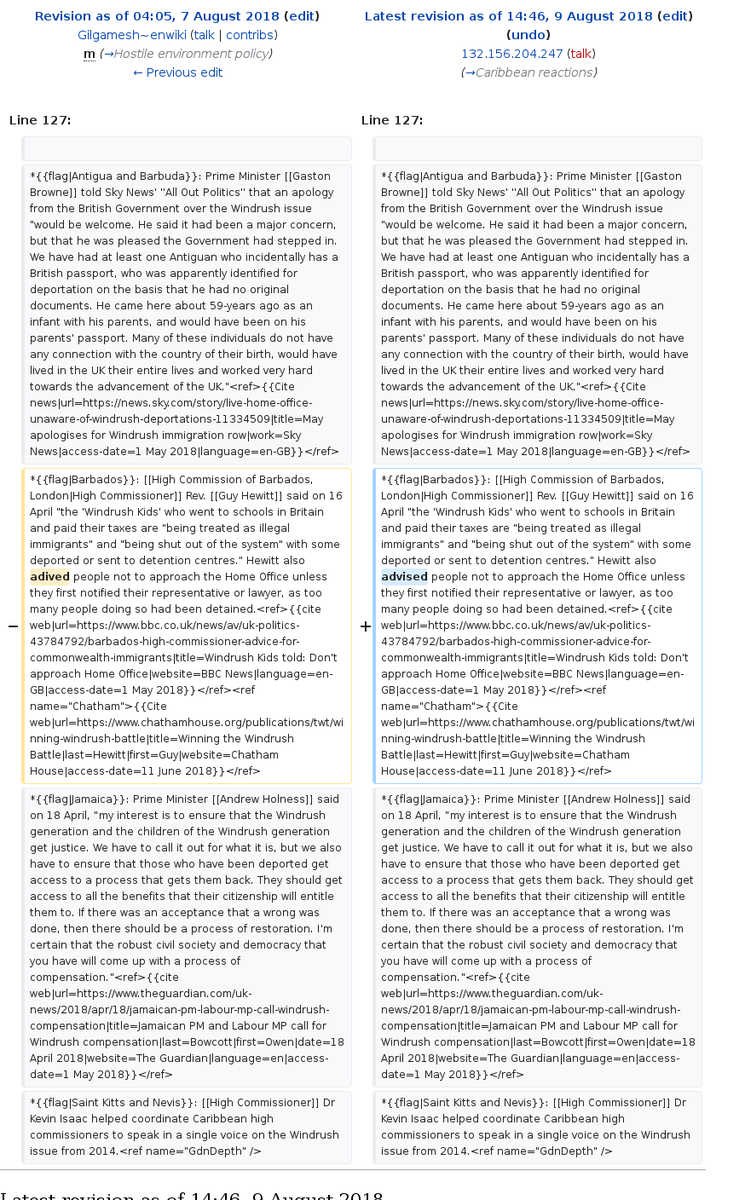 Revision as of 04:05, 7 August 2018 (edit)
Gilgamesh~enwiki (talk | contribs)
m (→Hostile environment policy)
← Previous edit
Latest revision as of 14:46, 9 August 2018 (edit)
(undo)
132.156.204.247 (talk)
(→Caribbean reactions)
Line 127:
Line 127:
*{{flag|Antigua and Barbuda}}: Prime Minister [[Gaston
Browne]] told Sky News' ''All Out Politics'' that an apology
from the British Government over the Windrush issue
"would be welcome. He said it had been a major concern,
but that he was pleased the Government had stepped in.
We have had at least one Antiguan who incidentally has a
British passport, who was apparently identified for
deportation on the basis that he had no original
documents. He came here about 59-years ago as an
infant with his parents, and would have been on his
parents' passport. Many of these individuals do not have
any connection with the country of their birth, would have
lived in the UK their entire lives and worked very hard
towards the advancement of the UK."<ref>{{Cite
news|url=https://news.sky.com/story/live-home-office-
unaware-of-windrush-deportations-11334509|title=May
apologises for Windrush immigration row|work=Sky
News|access-date=1 May 2018|language=en-GB}}</ref>
*{{flag|Antigua and Barbuda}}: Prime Minister [[Gaston
Browne]] told Sky News' ''All Out Politics'' that an apology
from the British Government over the Windrush issue
"would be welcome. He said it had been a major concern,
but that he was pleased the Government had stepped in.
We have had at least one Antiguan who incidentally has a
British passport, who was apparently identified for
deportation on the basis that he had no original
documents. He came here about 59-years ago as an
infant with his parents, and would have been on his
parents' passport. Many of these individuals do not have
any connection with the country of their birth, would have
lived in the UK their entire lives and worked very hard
towards the advancement of the UK."<ref>{{Cite
news|url=https://news.sky.com/story/live-home-office-
unaware-of-windrush-deportations-11334509|title=May
apologises for Windrush immigration row|work=Sky
News|access-date=1 May 2018|language=en-GB}}</ref>
−
*{{flag|Barbados}}: [[High Commission of Barbados,
London|High Commissioner]] Rev. [[Guy Hewitt]] said on 16
April "the 'Windrush Kids' who went to schools in Britain
and paid their taxes are "being treated as illegal
immigrants" and "being shut out of the system" with some
deported or sent to detention centres." Hewitt also
adived people not to approach the Home Office unless
they first notified their representative or lawyer, as too
many people doing so had been detained.<ref>{{cite
web|url=https://www.bbc.co.uk/news/av/uk-politics-
43784792/barbados-high-commissioner-advice-for-
commonwealth-immigrants|title=Windrush Kids told: Don't
approach Home Office|website=BBC News|language=en-
GB|access-date=1 May 2018}}</ref><ref
name="Chatham">{{Cite
web|url=https://www.chathamhouse.org/publications/twt/wi
nning-windrush-battle|title=Winning the Windrush
Battle|last=Hewitt|first=Guy|website=Chatham
House|access-date=11 June 2018}}</ref>
+
*{{flag|Barbados}}: [[High Commission of Barbados,
London|High Commissioner]] Rev. [[Guy Hewitt]] said on 16
April "the 'Windrush Kids' who went to schools in Britain
and paid their taxes are "being treated as illegal
immigrants" and "being shut out of the system" with some
deported or sent to detention centres." Hewitt also
advised people not to approach the Home Office unless
they first notified their representative or lawyer, as too
many people doing so had been detained.<ref>{{cite
web|url=https://www.bbc.co.uk/news/av/uk-politics-
43784792/barbados-high-commissioner-advice-for-
commonwealth-immigrants|title=Windrush Kids told: Don't
approach Home Office|website=BBC News|language=en-
GB|access-date=1 May 2018}}</ref><ref
name="Chatham">{{Cite
web|url=https://www.chathamhouse.org/publications/twt/wi
nning-windrush-battle|title=Winning the Windrush
Battle|last=Hewitt|first=Guy|website=Chatham
House|access-date=11 June 2018}}</ref>
*{{flag|Jamaica}}: Prime Minister [[Andrew Holness]] said
on 18 April, "my interest is to ensure that the Windrush
generation and the children of the Windrush generation
get justice. We have to call it out for what it is, but we also
have to ensure that those who have been deported get
access to a process that gets them back. They should get
access to all the benefits that their citizenship will entitle
them to. If there was an acceptance that a wrong was
done, then there should be a process of restoration. I'm
certain that the robust civil society and democracy that
you have will come up with a process of
compensation."<ref>{{cite
web|url=https://www.theguardian.com/uk-
news/2018/apr/18/jamaican-pm-labour-mp-call-windrush-
compensation|title=Jamaican PM and Labour MP call for
Windrush compensation|last=Bowcott|first=Owen|date=18
April 2018|website=The Guardian|language=en|access-
date=1 May 2018}}</ref>
*{{flag|Jamaica}}: Prime Minister [[Andrew Holness]] said
on 18 April, "my interest is to ensure that the Windrush
generation and the children of the Windrush generation
get justice. We have to call it out for what it is, but we also
have to ensure that those who have been deported get
access to a process that gets them back. They should get
access to all the benefits that their citizenship will entitle
them to. If there was an acceptance that a wrong was
done, then there should be a process of restoration. I'm
certain that the robust civil society and democracy that
you have will come up with a process of
compensation."<ref>{{cite
web|url=https://www.theguardian.com/uk-
news/2018/apr/18/jamaican-pm-labour-mp-call-windrush-
compensation|title=Jamaican PM and Labour MP call for
Windrush compensation|last=Bowcott|first=Owen|date=18
April 2018|website=The Guardian|language=en|access-
date=1 May 2018}}</ref>
*{{flag|Saint Kitts and Nevis}}: [[High Commissioner]] Dr
Kevin Isaac helped coordinate Caribbean high
commissioners to speak in a single voice on the Windrush
issue from 2014.<ref name="GdnDepth" />
*{{flag|Saint Kitts and Nevis}}: [[High Commissioner]] Dr
Kevin Isaac helped coordinate Caribbean high
commissioners to speak in a single voice on the Windrush
issue from 2014.<ref name="GdnDepth" />
Latest revision as of 14:46, 9 August 2018